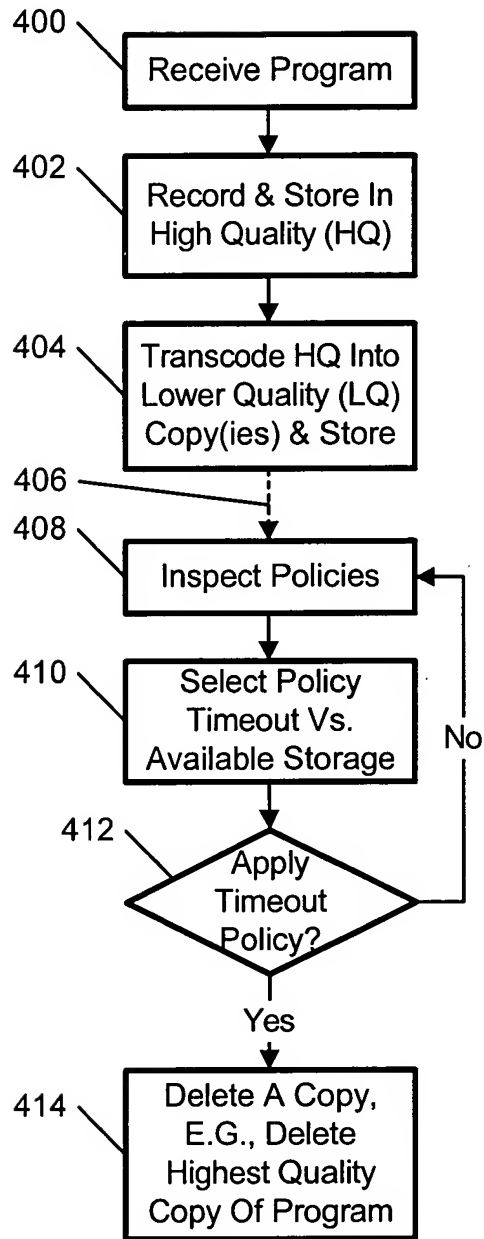 400
Receive Program
402
Record & Store In
High Quality (HQ)
404
Transcode HQ Into
Lower Quality (LQ)
Copy(ies) & Store
406
408
Inspect Policies
410
Select Policy
Timeout Vs.
Available Storage
No
412
Apply
Timeout
Policy?
Yes
414
Delete A Copy,
E.G., Delete
Highest Quality
Copy Of Program